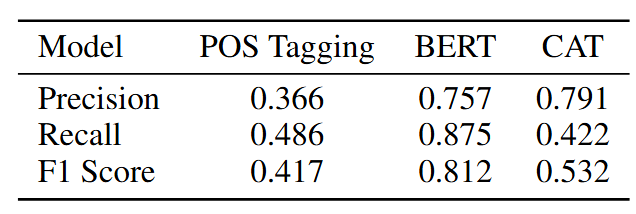 Model POS Tagging BERT CAT
Precision 0.366 0.757 0.791
Recall 0.486 0.875 0.422
F1 Score 0.417 0.812 0.532